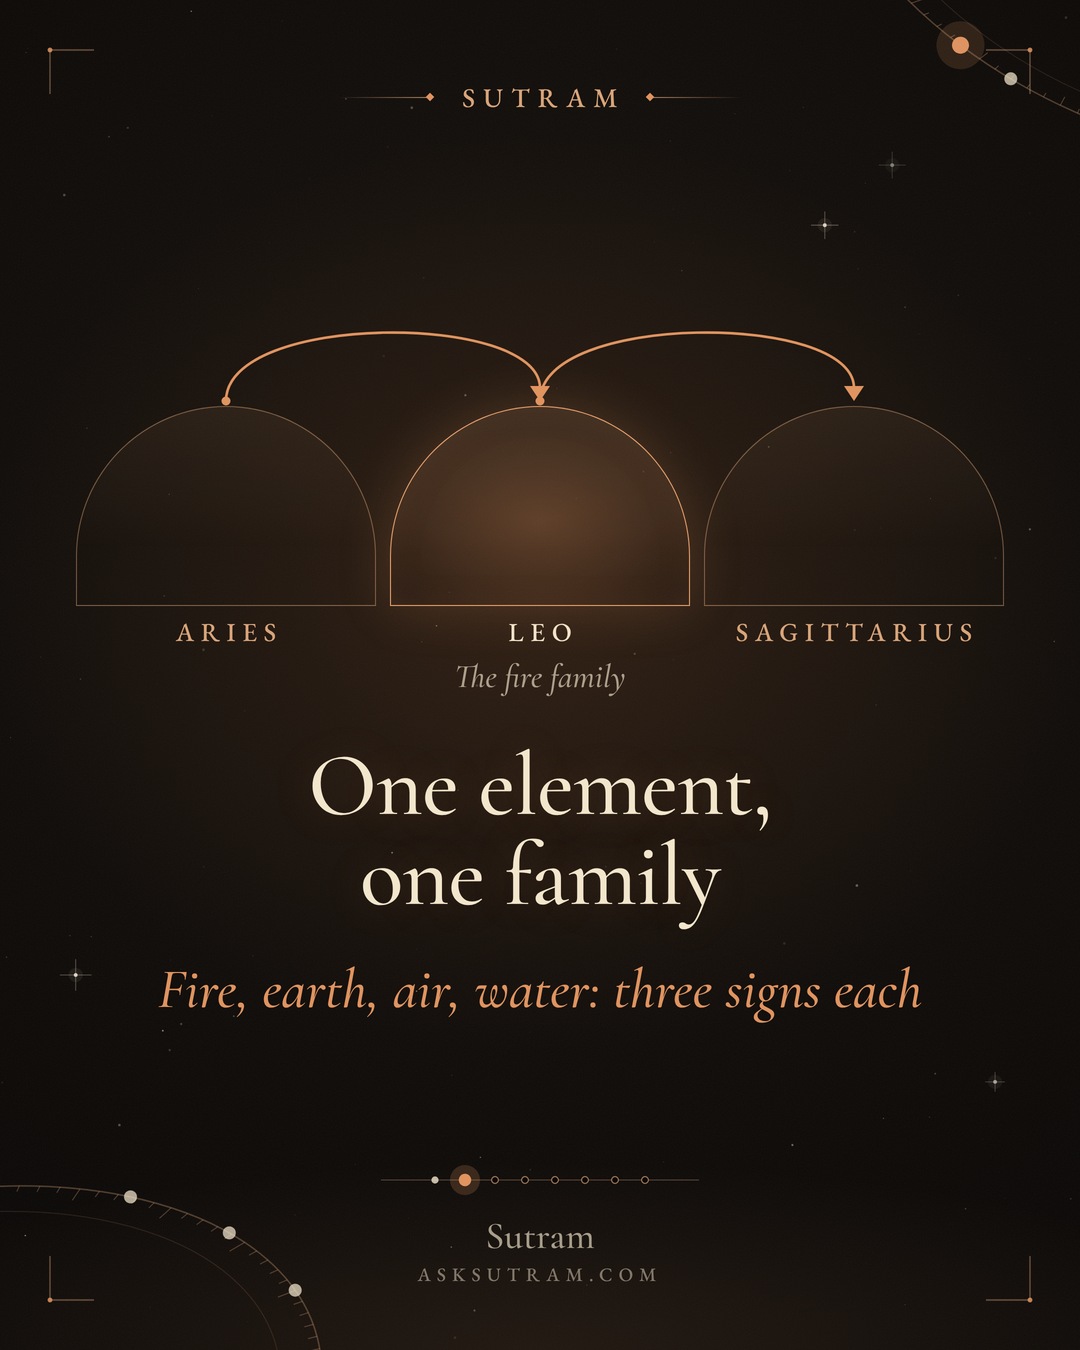 SUTRAM
ARIES LEO SAGITTARIUS
The fire family
One element,
one family
Fire, earth, air, water: three signs each
Sutram
ASKSUTRAM.COM